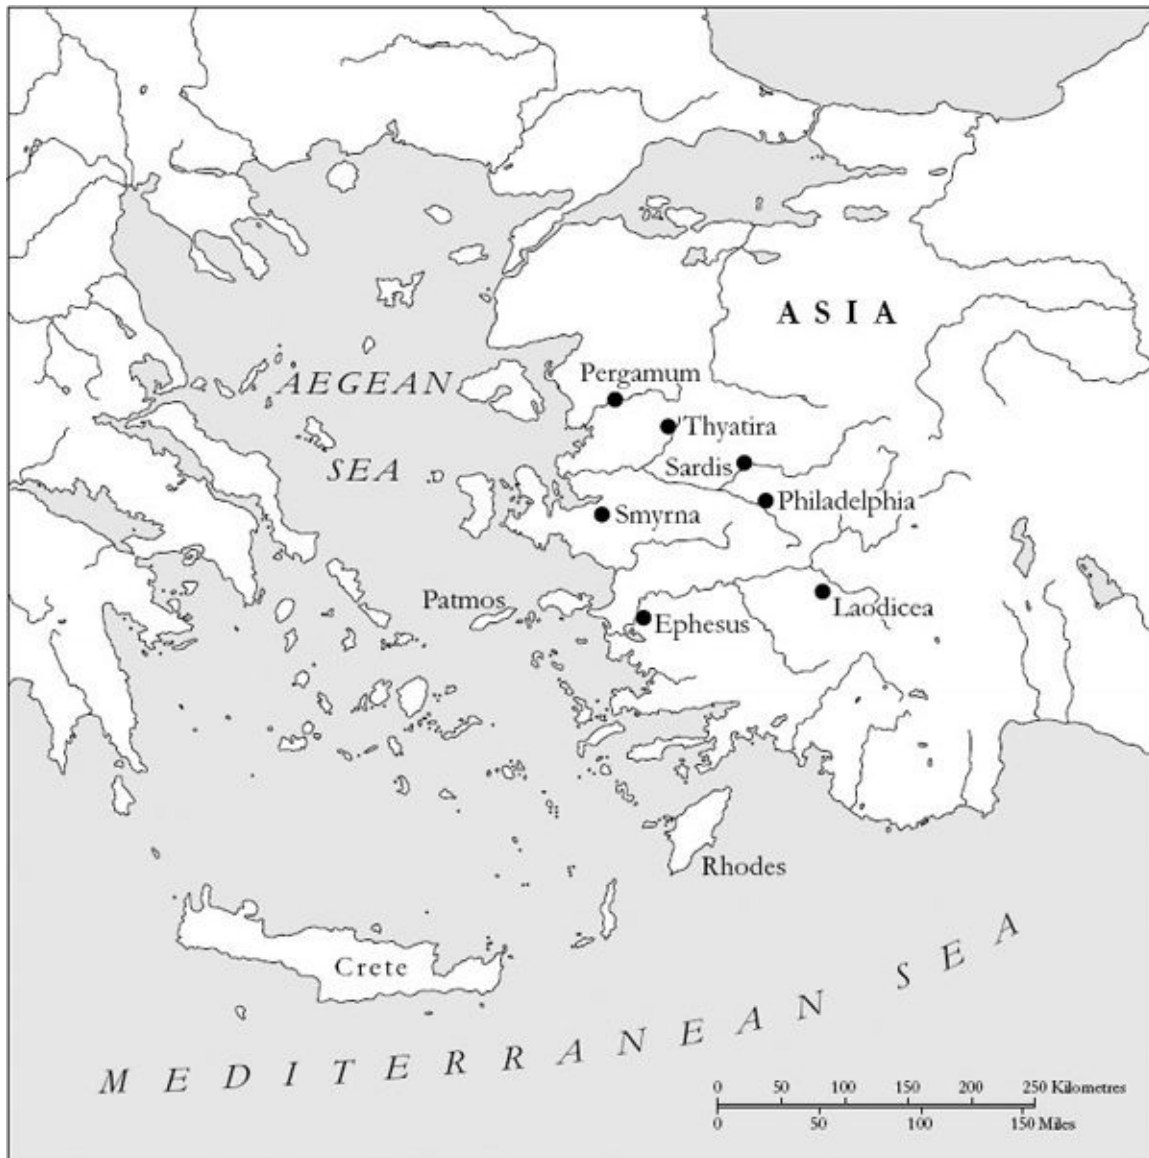 ASIA
Pergamum
AEGEAN
Thyatira
SEA
Sardis
Philadelphia
Smyrna
Patmos
Laodicea
Ephesus
Rhodes
Crete
MEDITERRANEAN SEA
0 50 100 150 200 250 Kilometres
0 50 100 150 Miles